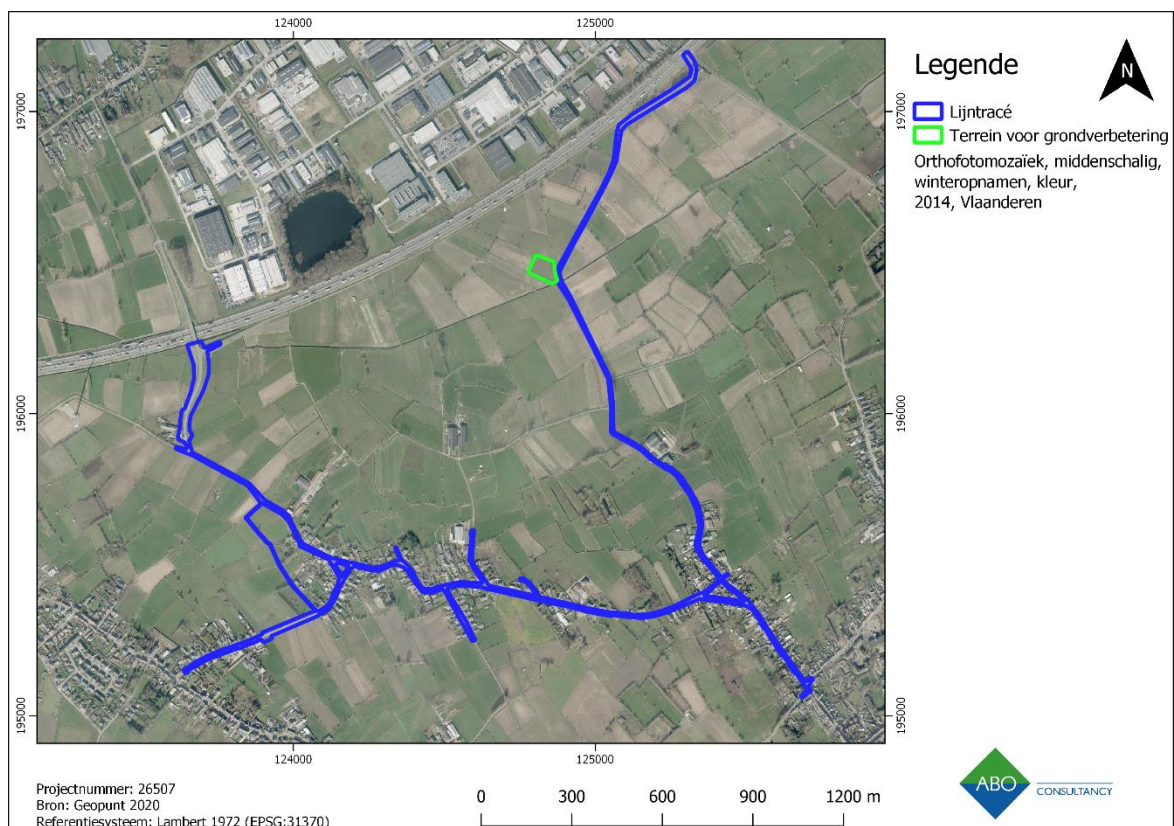 124000
125000
197000
197000
196000
196000
195000
195000
124000
125000
Legende
N
Lijntracé
Terrein voor grondverbetering
Orthofotomozaïek, middenschalig,
winteropnamen, kleur,
2014, Vlaanderen
Projectnummer: 26507
Bron: Geopunt 2020
Referentiesysteem: Lambert 1972 (EPSG:31370)
0 300 600 900 1200 m
ABO
CONSULTANCY